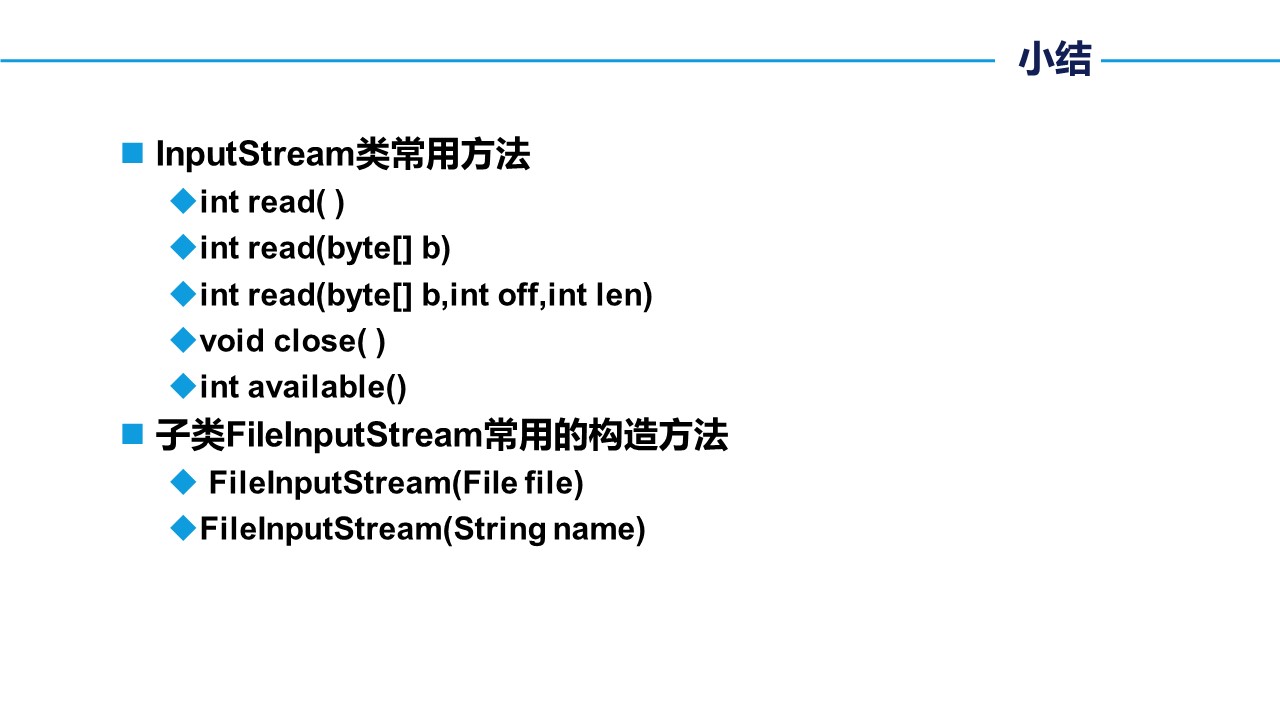 小结
InputStream类常用方法
int read( )
int read(byte[] b)
int read(byte[] b,int off,int len)
void close( )
int available()
子类FileInputStream常用的构造方法
FileInputStream(File file)
FileInputStream(String name)